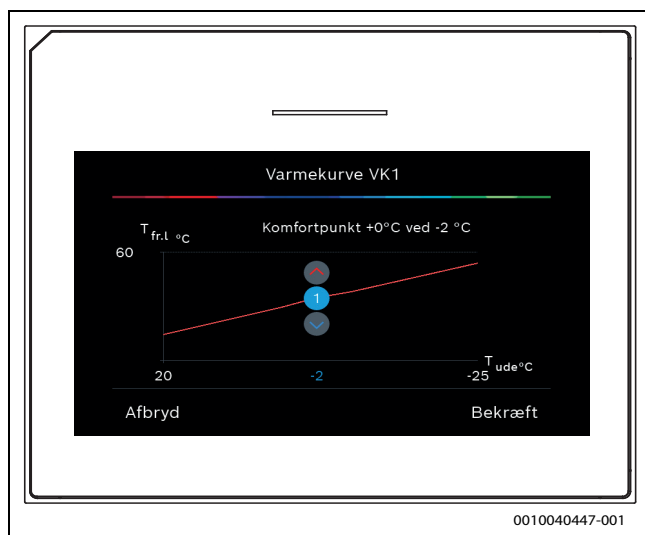 Varmekurve VK1
T fr.l °C
Komfortpunkt +0°C ved -2 °C
60
1
T ude°C
20 -2 -25
Afbryd Bekræft
0010040447-001